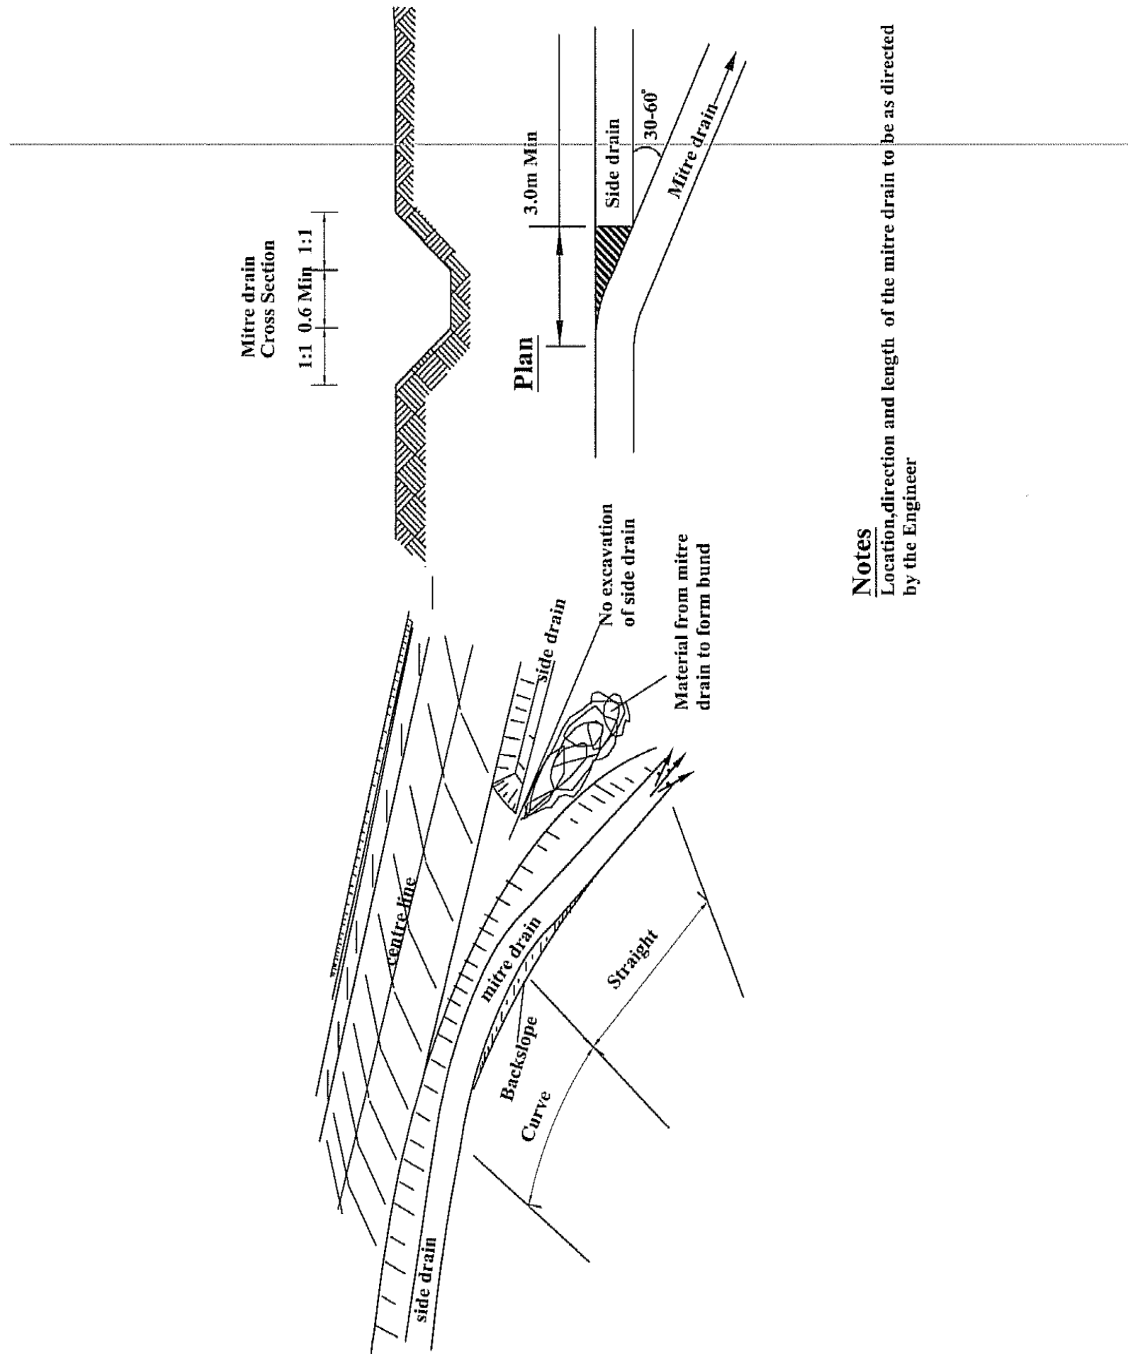 side drain
centre line
mitre drain
Backslope
Curve
Straight
side drain
No excavation
of side drain
Material from mitre
drain to form bund
Mitre drain
Cross Section
1:1 0.6 Min 1:1
Plan
3.0m Min
Side drain
30-60°
Mitre drain
Notes
Location,direction and length of the mitre drain to be as directed
by the Engineer